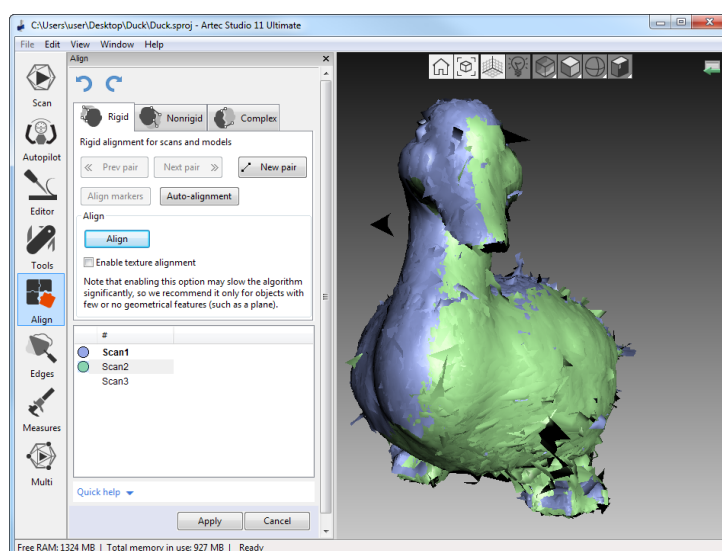 C:\Users\user\Desktop\Duck\Duck.sproj - Artec Studio 11 Ultimate
File Edit View Window Help
Align
Scan
Autopilot
Editor
Tools
Align
Edges
Measures
Multi
Rigid Nonrigid Complex
Rigid alignment for scans and models
Prev pair Next pair New pair
Align markers Auto-alignment
Align
Align
Enable texture alignment
Note that enabling this option may slow the algorithm
significantly, so we recommend it only for objects with
few or no geometrical features (such as a plane).
#
Scan1
Scan2
Scan3
Quick help
Apply Cancel
Free RAM: 1324 MB | Total memory in use: 927 MB | Ready